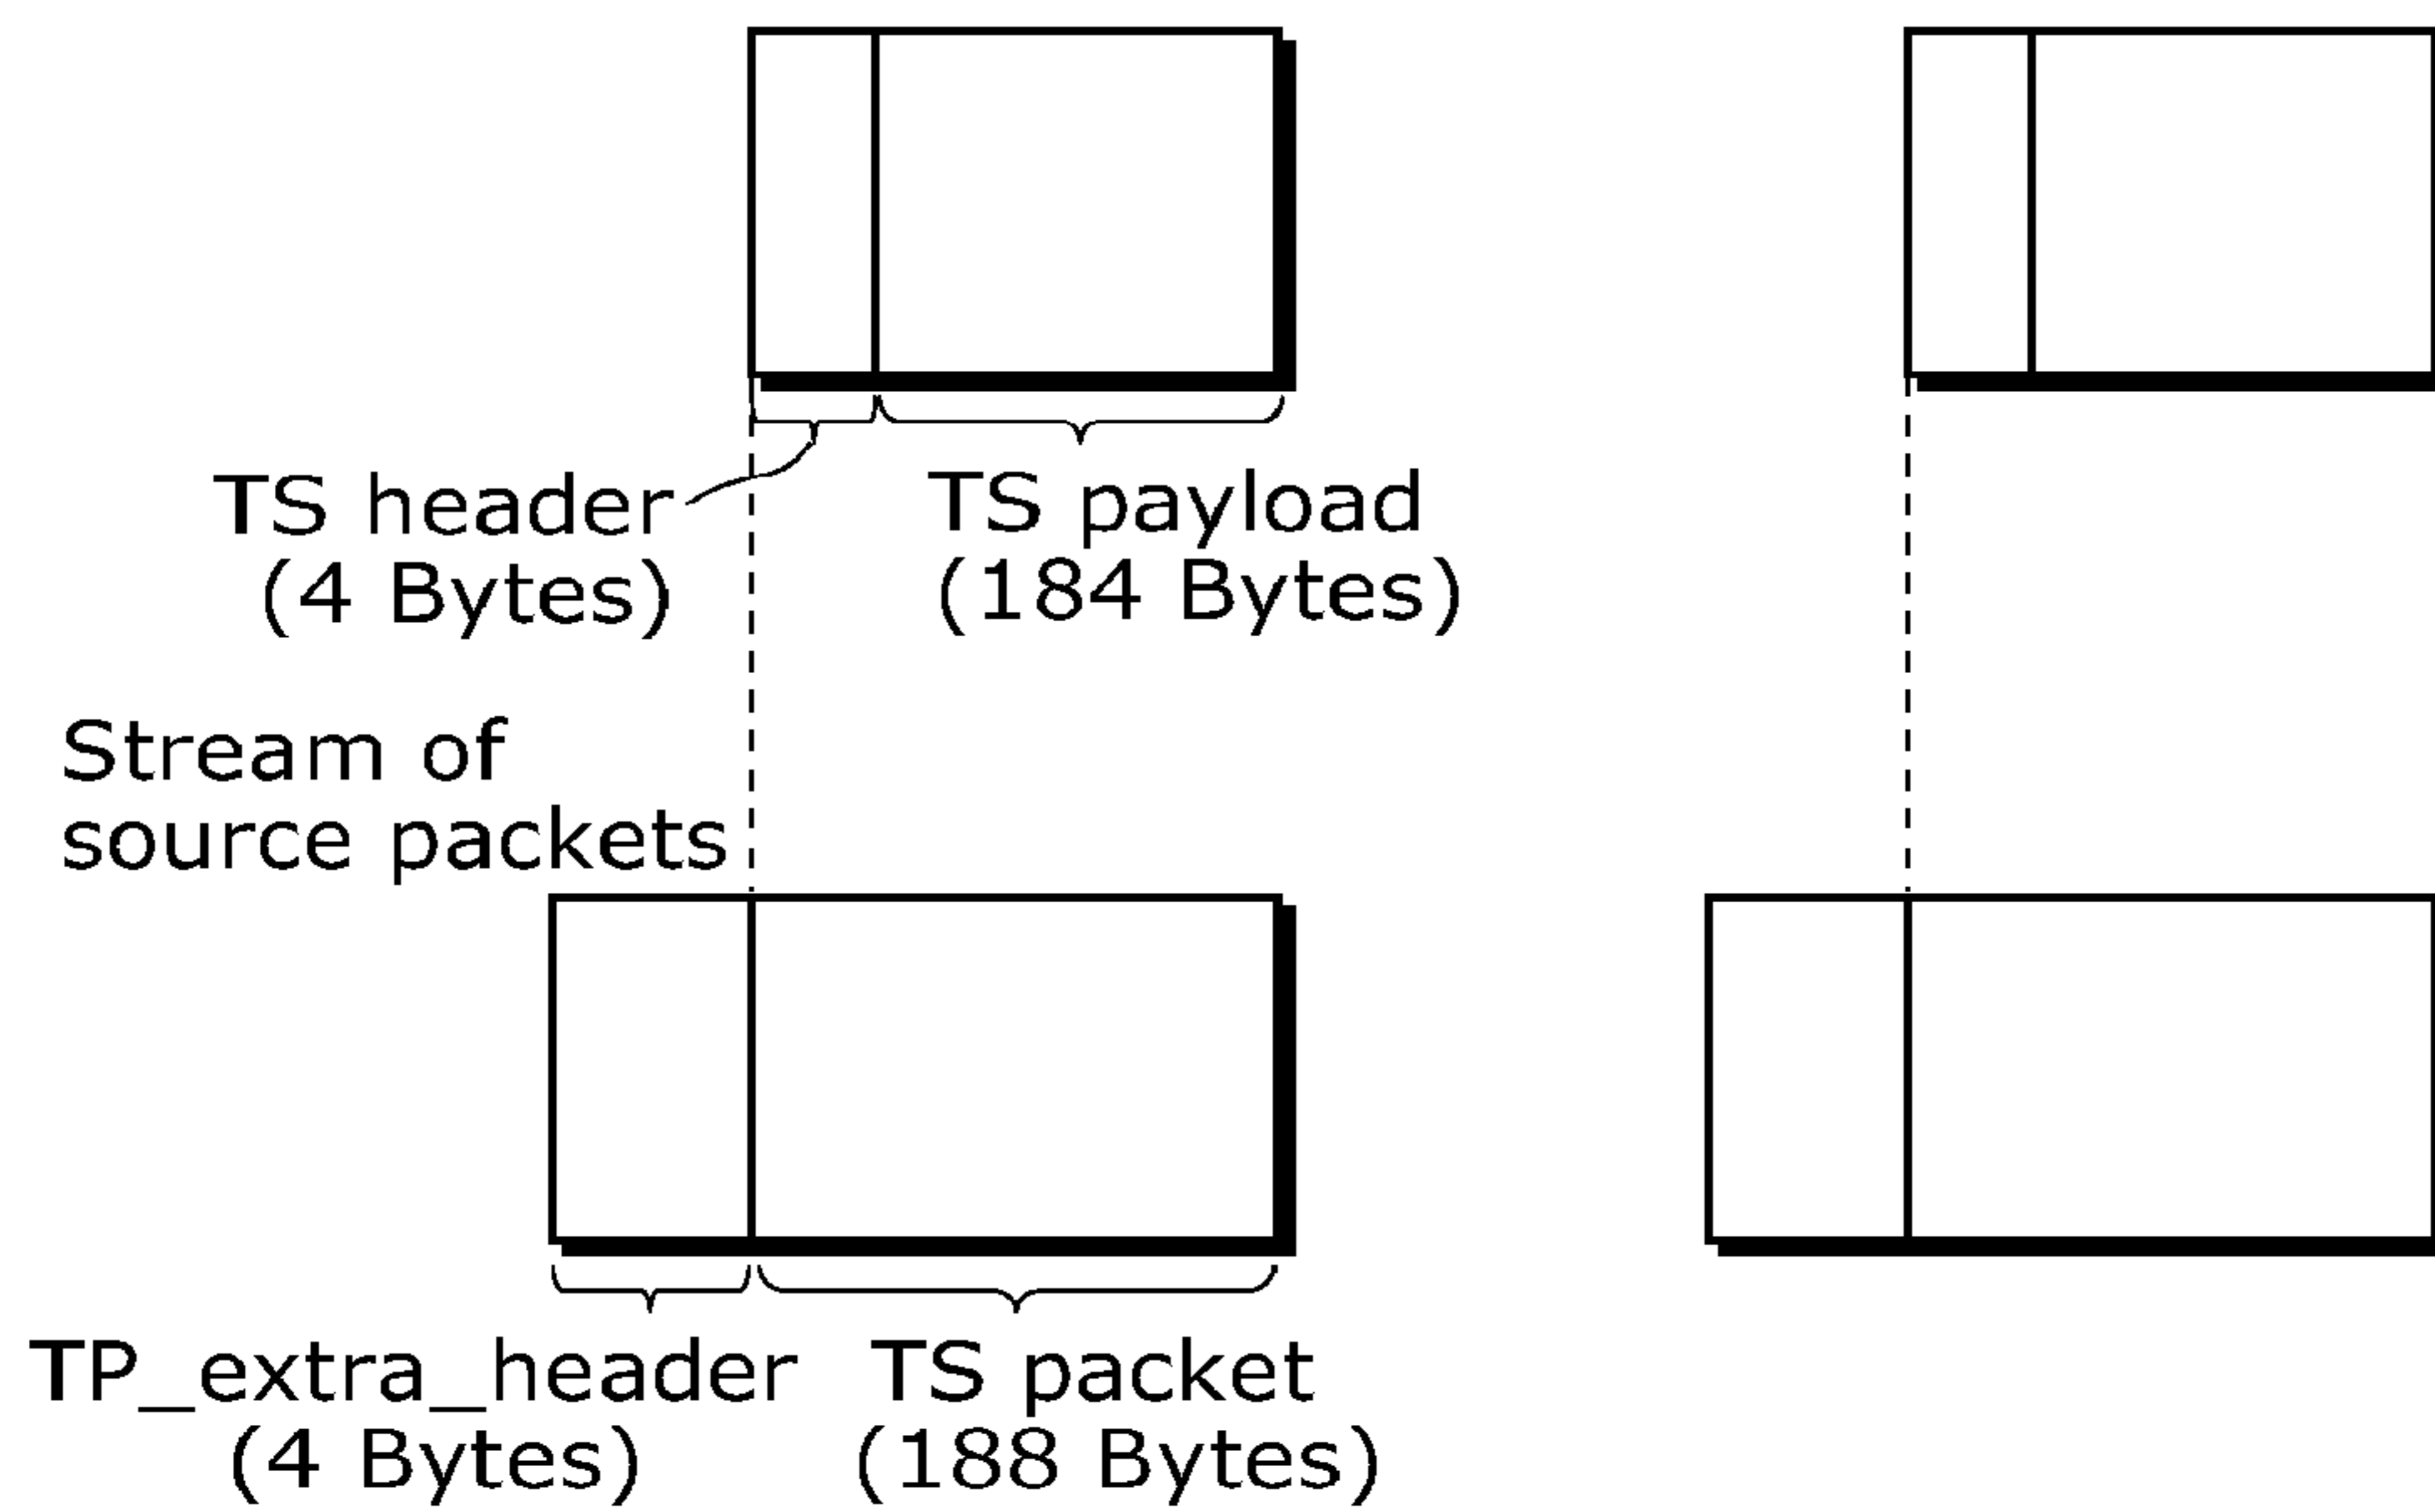 TS header
(4 Bytes)
TS payload
(184 Bytes)
Stream of
source packets
TP_extra_header
(4 Bytes)
TS packet
(188 Bytes)